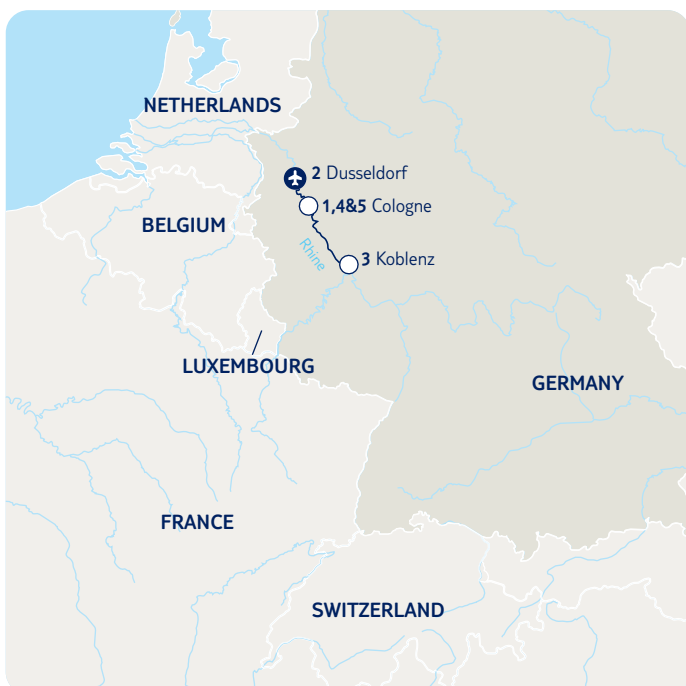 NETHERLANDS
2 Dusseldorf
1,4&5 Cologne
BELGIUM
Rhine
3 Koblenz
LUXEMBOURG
GERMANY
FRANCE
SWITZERLAND